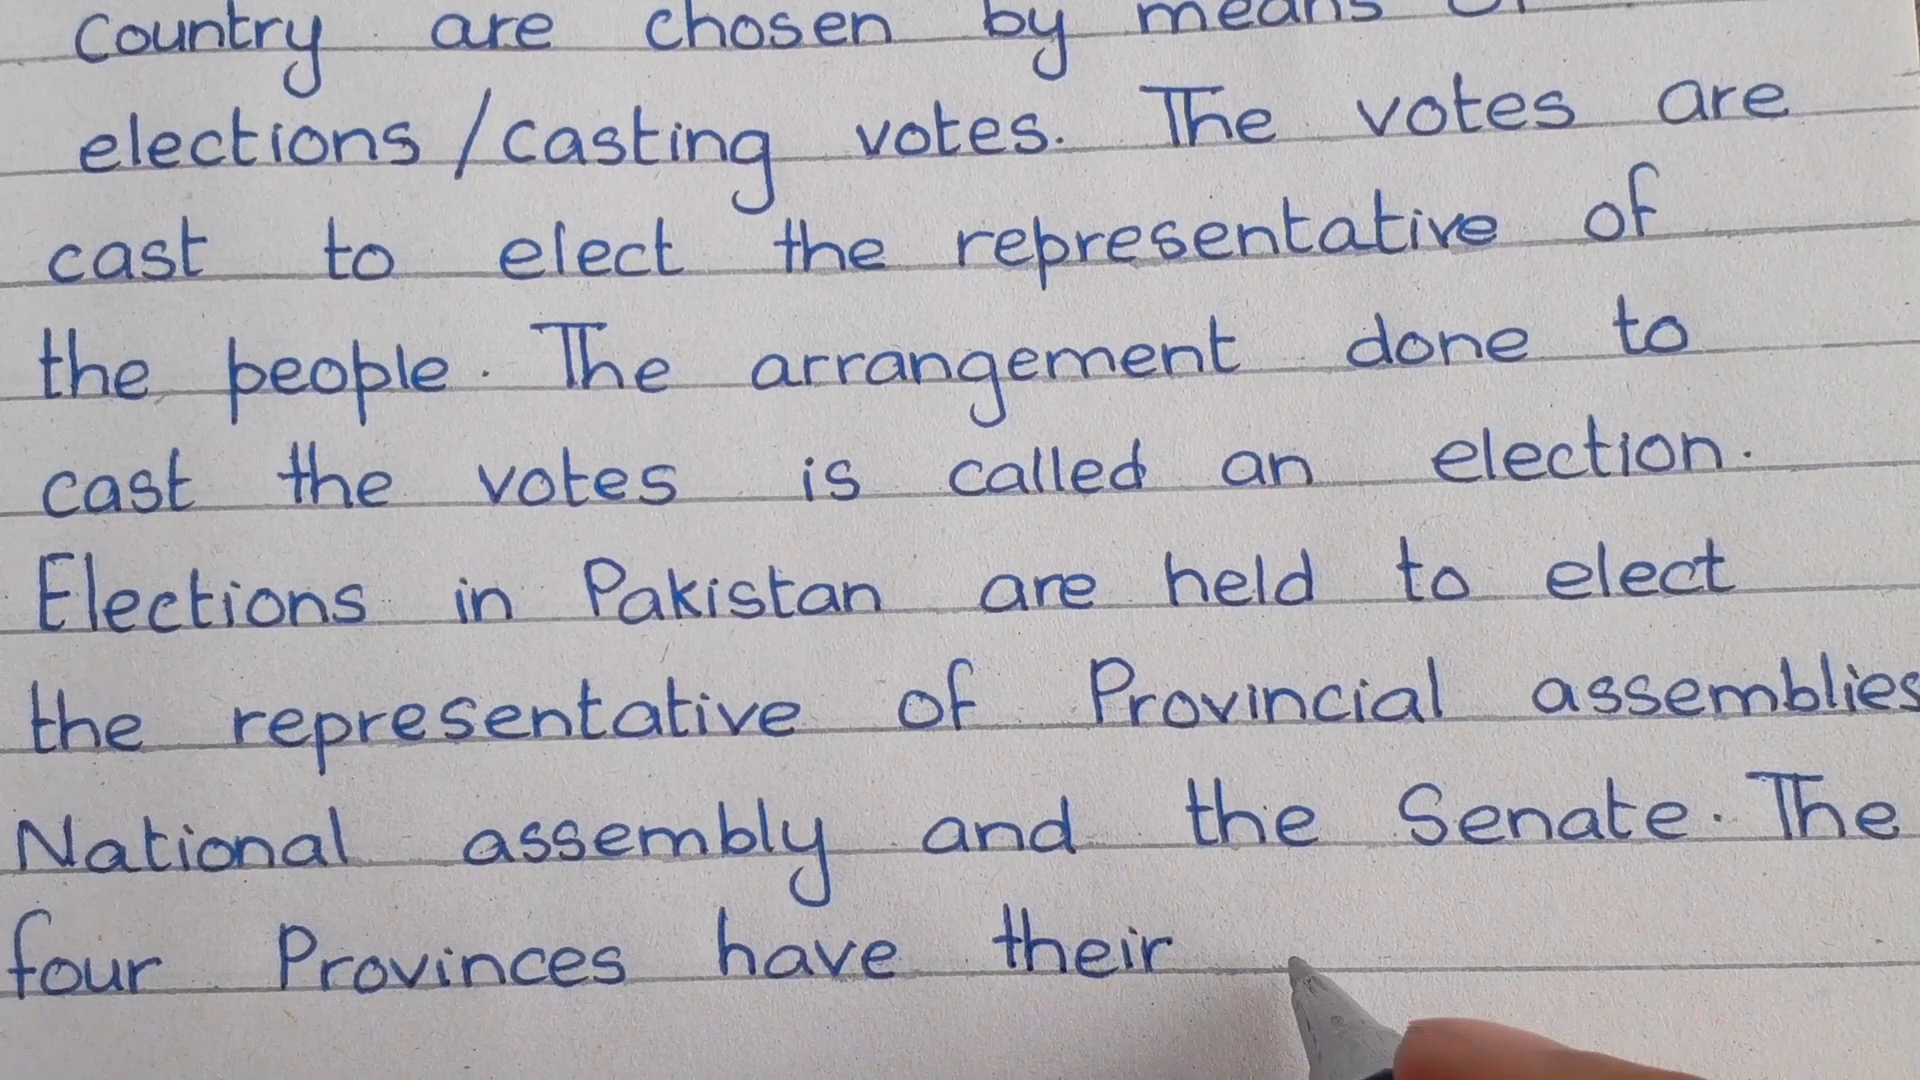 country are chosen by means
elections/casting votes. The votes are
cast to elect the representative of
the people. The arrangement done to
cast the votes is called an election.
Elections in Pakistan are held to elect
the representative of Provincial assemblies
National assembly and the Senate. The
four Provinces have their